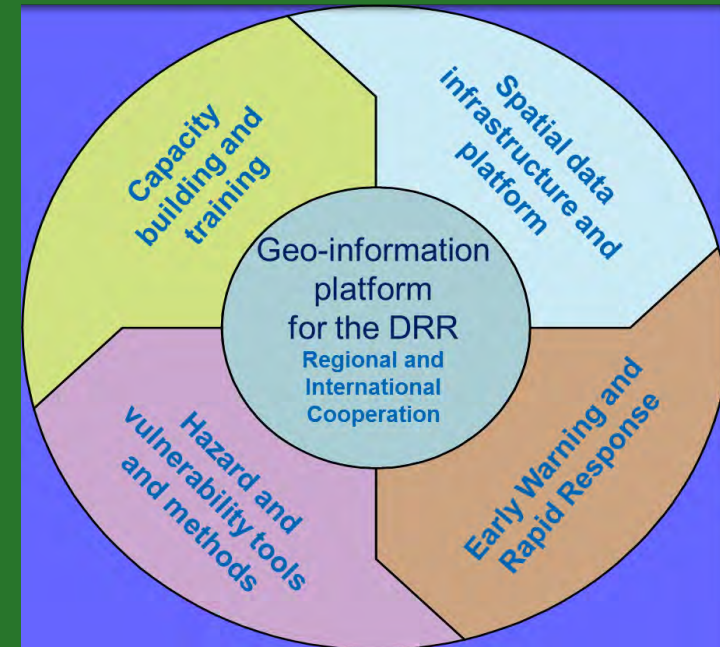 Capacity
building and
training
Spatial data
infrastructure and
platform
Geo-information
platform
for the DRR
Regional and
International
Cooperation
Hazard and
vulnerability tools
and methods
Early Warning and
Rapid Response